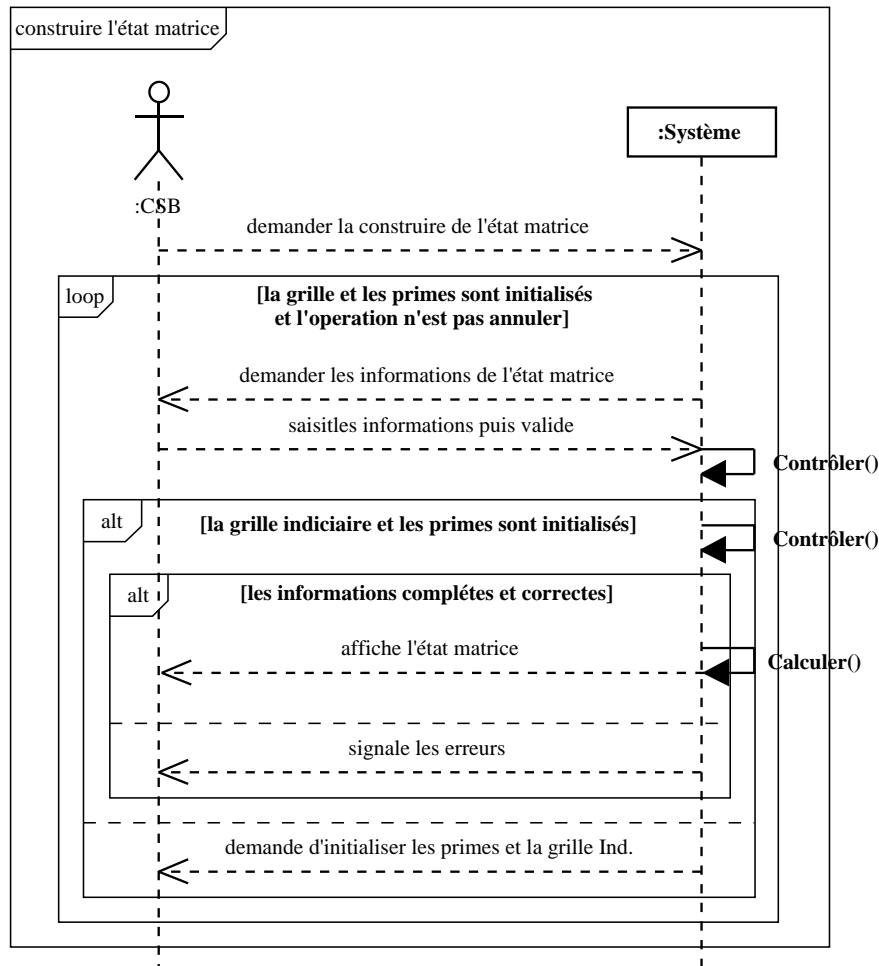 construire l'état matrice
:Système
:CSB
demander la construire de l'état matrice
loop
[la grille et les primes sont initialisés
et l'operation n'est pas annuler]
demander les informations de l'état matrice
saisitles informations puis valide
Contrôler()
alt
[la grille indiciaire et les primes sont initialisés]
Contrôler()
alt
[les informations complétes et correctes]
affiche l'état matrice
Calculer()
signale les erreurs
demande d'initialiser les primes et la grille Ind.